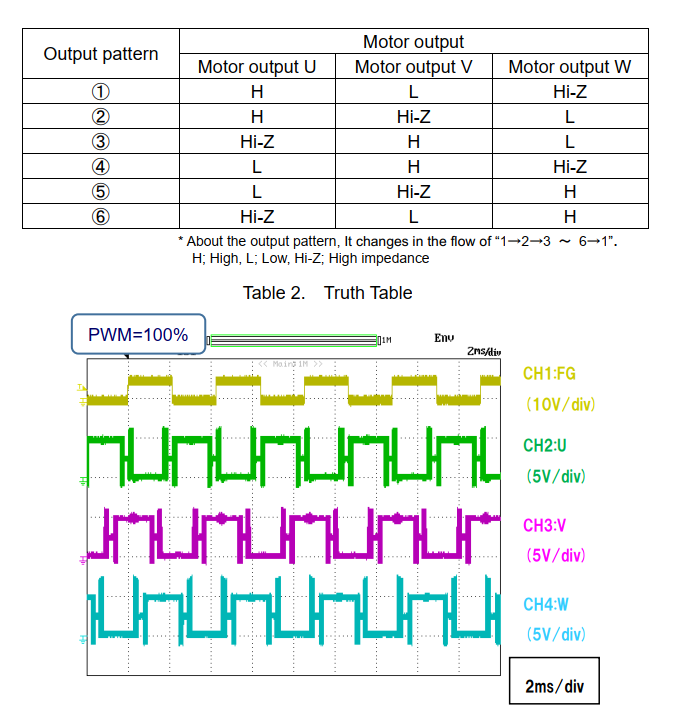 Output pattern Motor output
Motor output U Motor output V Motor output W
① H L Hi-Z
② H Hi-Z L
③ Hi-Z H L
④ L H Hi-Z
⑤ L Hi-Z H
⑥ Hi-Z L H
* About the output pattern, It changes in the flow of “1→2→3 ～ 6→1”.
H; High, L; Low, Hi-Z; High impedance
Table 2. Truth Table
PWM=100%
1M
Env
2ms/div
<< Main:1M >>
CH1:FG
(10V/div)
CH2:U
(5V/div)
CH3:V
(5V/div)
CH4:W
(5V/div)
2ms/div